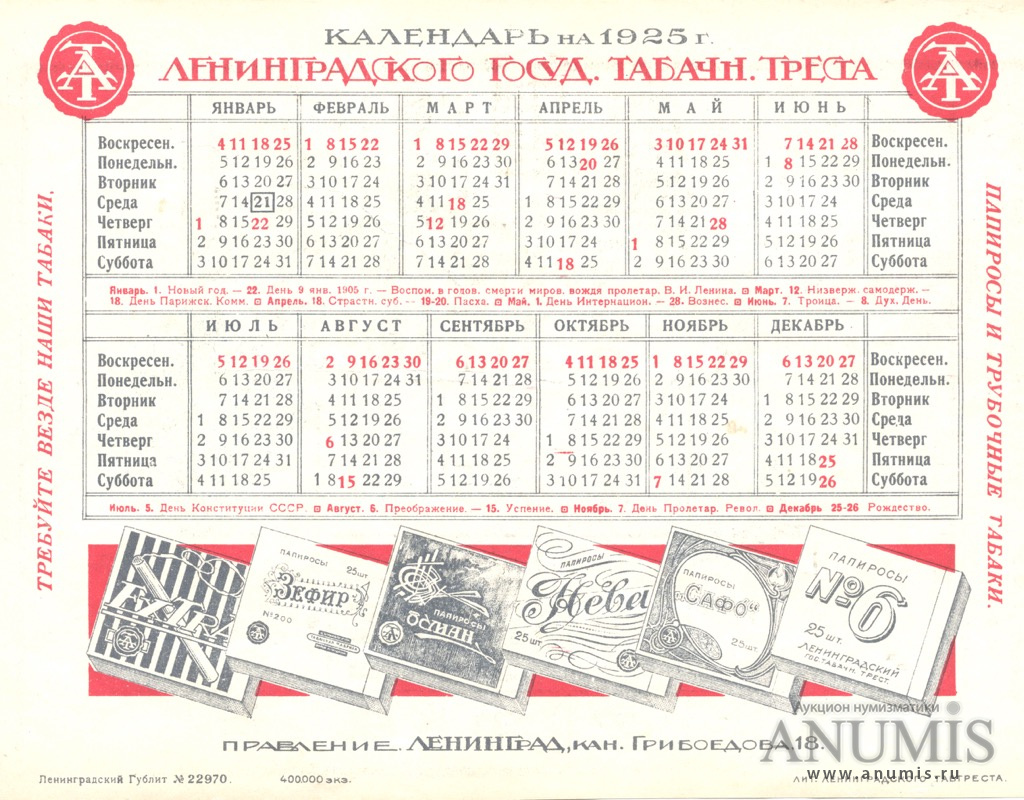 КАЛЕНДАРЬ НА 1925 г.
ЛЕНИНГРАДСКОГО ГОСУД. ТАБАЧН. ТРЕСТА
ТРЕБУЙТЕ ВЕЗДЕ НАШИ ТАБАКИ.
ПАПИРОСЫ И ТРУБОЧНЫЕ ТАБАКИ.
ЯНВАРЬ ФЕВРАЛЬ МАРТ АПРЕЛЬ МАЙ ИЮНЬ
Воскресен. 4 11 18 25 1 8 15 22 1 8 15 22 29 5 12 19 26 3 10 17 24 31 7 14 21 28 Воскресен.
Понедельн. 5 12 19 26 2 9 16 23 2 9 16 23 30 6 13 20 27 4 11 18 25 1 8 15 22 29 Понедельн.
Вторник 6 13 20 27 3 10 17 24 3 10 17 24 31 7 14 21 28 5 12 19 26 2 9 16 23 30 Вторник
Среда 7 14 21 28 4 11 18 25 4 11 18 25 1 8 15 22 29 6 13 20 27 3 10 17 24 Среда
Четверг 1 8 15 22 29 5 12 19 26 5 12 19 26 2 9 16 23 30 7 14 21 28 4 11 18 25 Четверг
Пятница 2 9 16 23 30 6 13 20 27 6 13 20 27 3 10 17 24 1 8 15 22 29 5 12 19 26 Пятница
Суббота 3 10 17 24 31 7 14 21 28 7 14 21 28 4 11 18 25 2 9 16 23 30 6 13 20 27 Суббота
Январь. 1. Новый год. — 22. День 9 янв. 1905 г. — Воспом. в годов. смерти миров. вождя пролетар. В. И. Ленина. Март. 12. Низверж. самодерж. —
18. День Парижск. Комм. Апрель. 18. Страстн. суб. — 19-20. Пасха. Май. 1. День Интернацион. — 28. Вознес. Июнь. 7. Троица. — 8. Дух. День.
ИЮЛЬ АВГУСТ СЕНТЯБРЬ ОКТЯБРЬ НОЯБРЬ ДЕКАБРЬ
Воскресен. 5 12 19 26 2 9 16 23 30 6 13 20 27 4 11 18 25 1 8 15 22 29 6 13 20 27 Воскресен.
Понедельн. 6 13 20 27 3 10 17 24 31 7 14 21 28 5 12 19 26 2 9 16 23 30 7 14 21 28 Понедельн.
Вторник 7 14 21 28 4 11 18 25 1 8 15 22 29 6 13 20 27 3 10 17 24 1 8 15 22 29 Вторник
Среда 1 8 15 22 29 5 12 19 26 2 9 16 23 30 7 14 21 28 4 11 18 25 2 9 16 23 30 Среда
Четверг 2 9 16 23 30 6 13 20 27 3 10 17 24 1 8 15 22 29 5 12 19 26 3 10 17 24 31 Четверг
Пятница 3 10 17 24 31 7 14 21 28 4 11 18 25 2 9 16 23 30 6 13 20 27 4 11 18 25 Пятница
Суббота 4 11 18 25 1 8 15 22 29 5 12 19 26 3 10 17 24 31 7 14 21 28 5 12 19 26 Суббота
Июль. 5. День Конституции СССР. Август. 6. Преображение. — 15. Успение. Ноябрь. 7. День Пролетар. Револ. Декабрь 25-26 Рождество.
ПАПИРОСЫ
25 шт.
ЗЕФИР
№ 200
ПАПИРОСЫ
ОСМАН
25 шт.
ПАПИРОСЫ
Нева
25 шт.
ПАПИРОСЫ
"САФО"
25 шт.
ПАПИРОСЫ
№ 6
25 шт.
ЛЕНИНГРАДСКИЙ
ГОСТАБАЧН. ТРЕСТ.
Аукцион нумизматики
ANUMIS
www.anumis.ru
ПРАВЛЕНИЕ. ЛЕНИНГРАД, КАН. ГРИБОЕДОВА. 18.
Ленинградский Гублит № 22970. 400.000 экз. ЛИТ. ЛЕНИНГРАДСКОГО ТАБТРЕСТА.